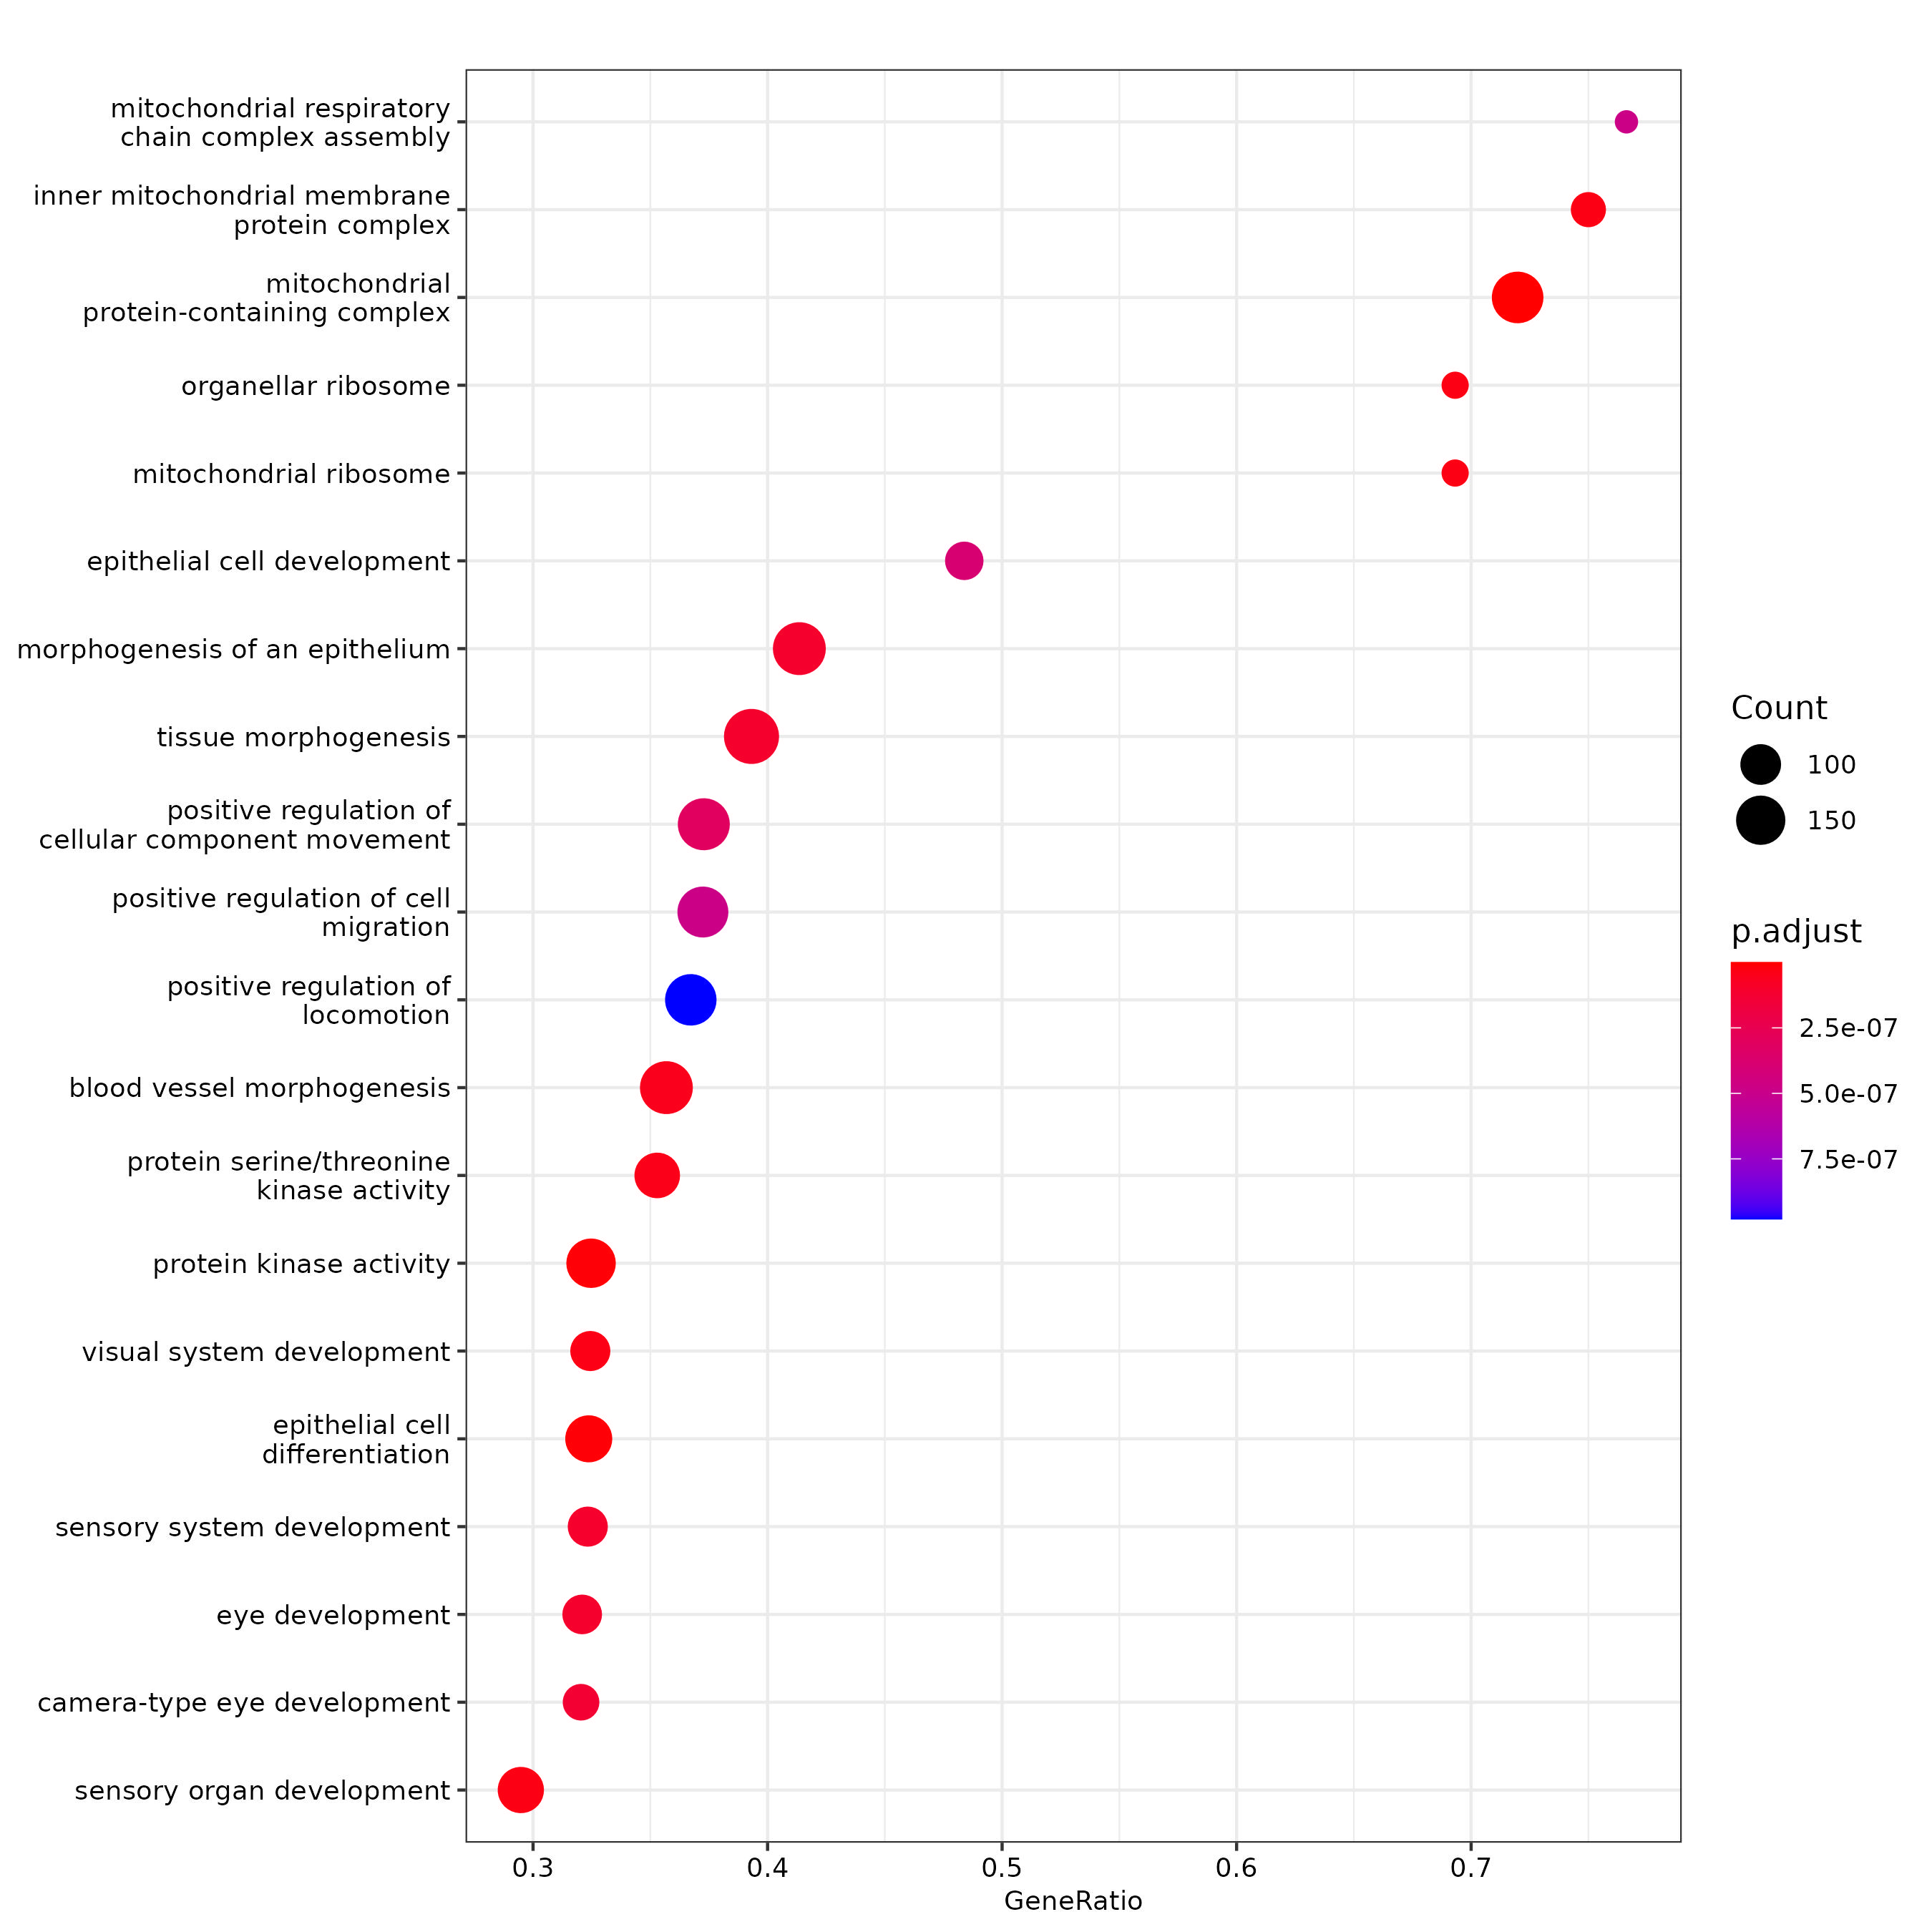 mitochondrial respiratory
chain complex assembly
inner mitochondrial membrane
protein complex
mitochondrial
protein-containing complex
organellar ribosome
mitochondrial ribosome
epithelial cell development
morphogenesis of an epithelium
tissue morphogenesis
positive regulation of
cellular component movement
positive regulation of cell
migration
positive regulation of
locomotion
blood vessel morphogenesis
protein serine/threonine
kinase activity
protein kinase activity
visual system development
epithelial cell
differentiation
sensory system development
eye development
camera-type eye development
sensory organ development
0.3 0.4 0.5 0.6 0.7
GeneRatio
Count
100
150
p.adjust
2.5e-07
5.0e-07
7.5e-07